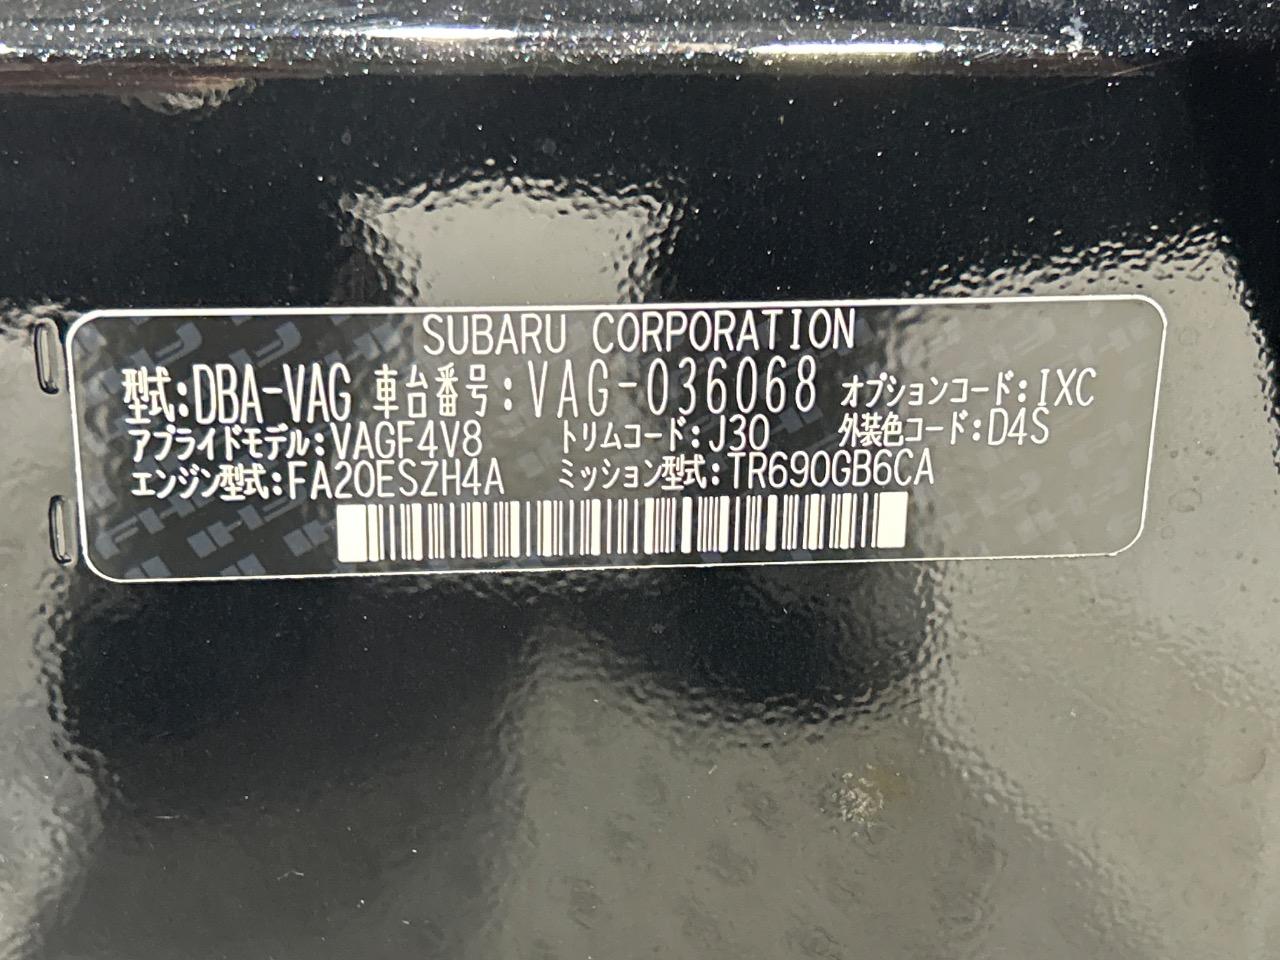 SUBARU CORPORATION
型式:DBA-VAG 車台番号:VAG-036068 オプションコード:IXC
アプライドモデル:VAGF4V8 トリムコード:J30 外装色コード:D4S
エンジン型式:FA20ESZH4A ミッション型式:TR690GB6CA